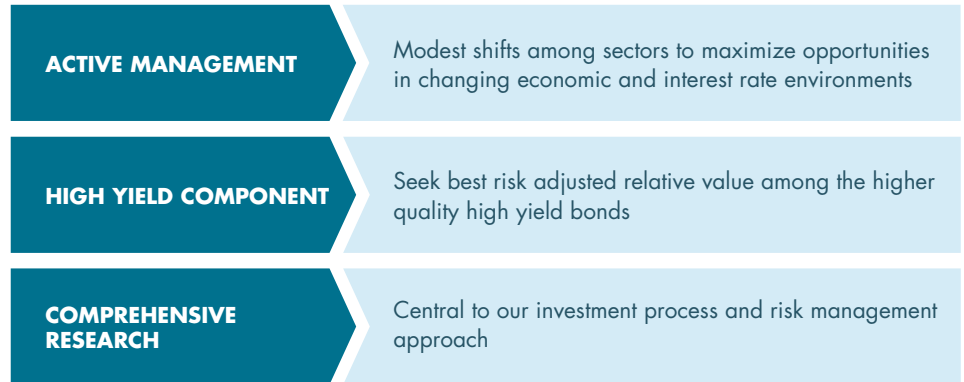 ACTIVE MANAGEMENT
Modest shifts among sectors to maximize opportunities
in changing economic and interest rate environments
HIGH YIELD COMPONENT
Seek best risk adjusted relative value among the higher
quality high yield bonds
COMPREHENSIVE
RESEARCH
Central to our investment process and risk management
approach